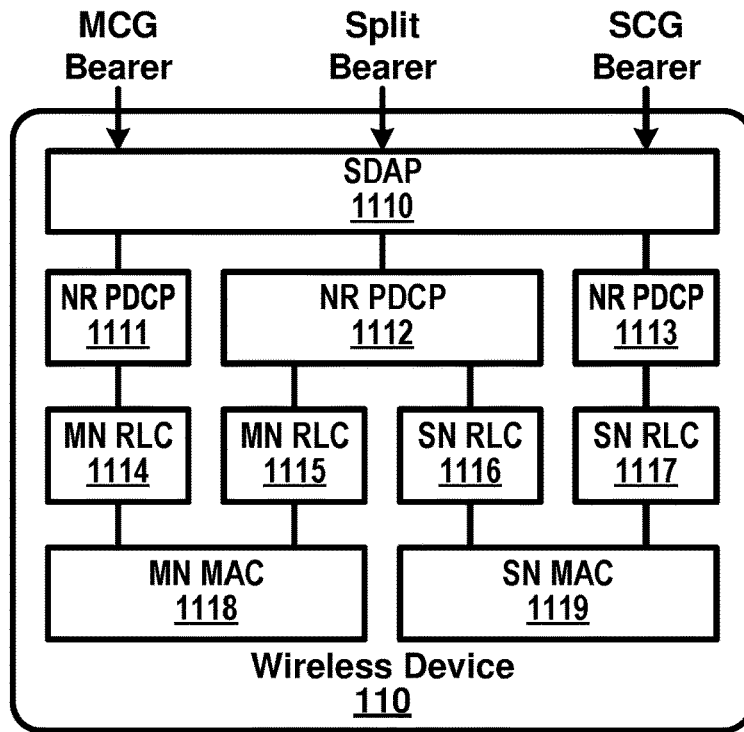 MCG Bearer
Split Bearer
SCG Bearer
SDAP
1110
NR PDCP
1111
NR PDCP
1112
NR PDCP
1113
MN RLC
1114
MN RLC
1115
SN RLC
1116
SN RLC
1117
MN MAC
1118
SN MAC
1119
Wireless Device
110